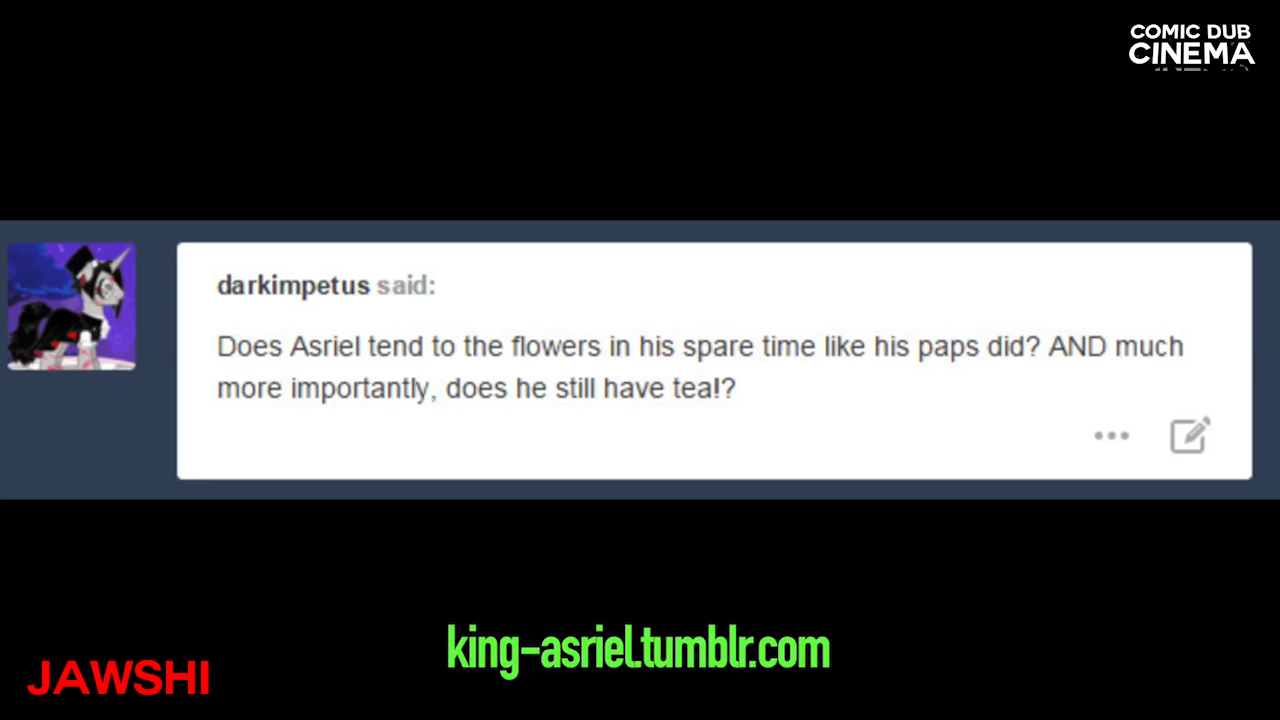 COMIC DUB
CINEMA
darkimpetus said:
Does Asriel tend to the flowers in his spare time like his paps did? AND much
more importantly, does he still have tea!?
king-asriel.tumblr.com
JAWSHI